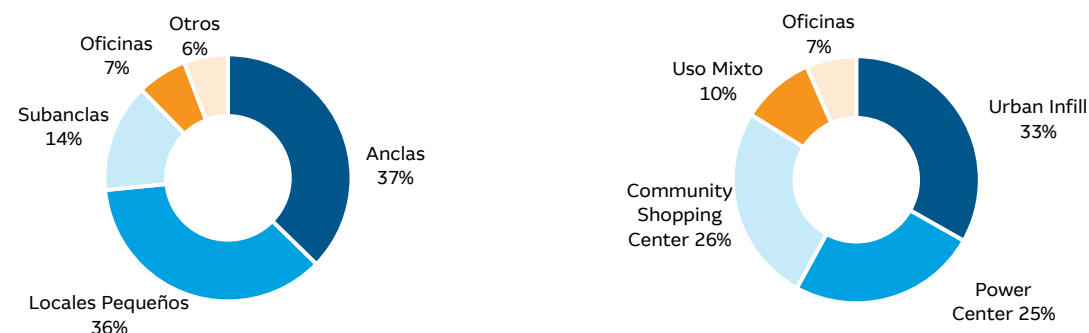 Otros
6%
Oficinas
7%
Subanclas
14%
Anclas
37%
Locales Pequeños
36%
Oficinas
7%
Uso Mixto
10%
Urban Infill
33%
Community
Shopping
Center 26%
Power
Center 25%